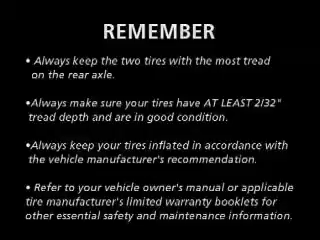 REMEMBER
• Always keep the two tires with the most tread
on the rear axle.
•Always make sure your tires have AT LEAST 2/32"
tread depth and are in good condition.
•Always keep your tires inflated in accordance with
the vehicle manufacturer's recommendation.
• Refer to your vehicle owner's manual or applicable
tire manufacturer's limited warranty booklets for
other essential safety and maintenance information.